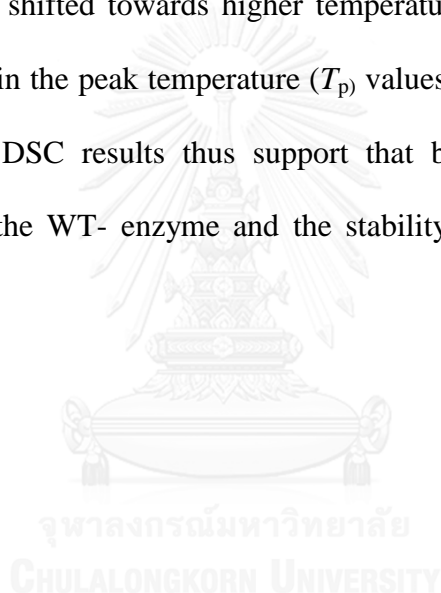 shifted towards higher temperatu
in the peak temperature (Tp) values
DSC results thus support that b
the WT- enzyme and the stability
จุฬาลงกรณ์มหาวิทยาลัย
CHULALONGKORN UNIVERSITY